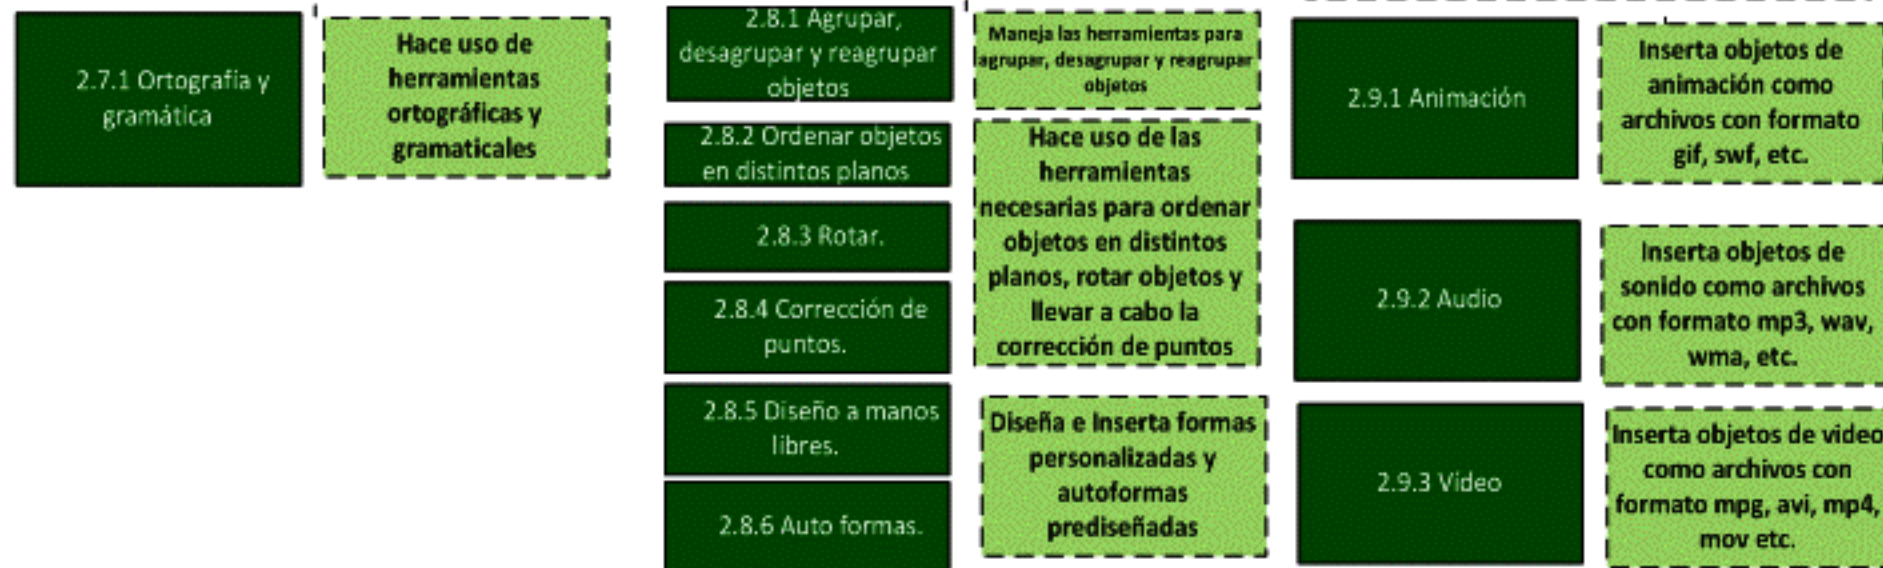 2.7.1 Ortografía y
gramática
Hace uso de
herramientas
ortográficas y
gramaticales
2.8.1 Agrupar,
desagrupar y reagrupar
objetos
Maneja las herramientas para
agrupar, desagrupar y reagrupar
objetos
2.8.2 Ordenar objetos
en distintos planos
2.8.3 Rotar.
2.8.4 Corrección de
puntos.
Hace uso de las
herramientas
necesarias para ordenar
objetos en distintos
planos, rotar objetos y
llevar a cabo la
corrección de puntos
2.8.5 Diseño a manos
libres.
2.8.6 Auto formas.
Diseña e Inserta formas
personalizadas y
autoformas
prediseñadas
2.9.1 Animación
Inserta objetos de
animación como
archivos con formato
gif, swf, etc.
2.9.2 Audio
Inserta objetos de
sonido como archivos
con formato mp3, wav,
wma, etc.
2.9.3 Video
Inserta objetos de video
como archivos con
formato mpg, avi, mp4,
mov etc.